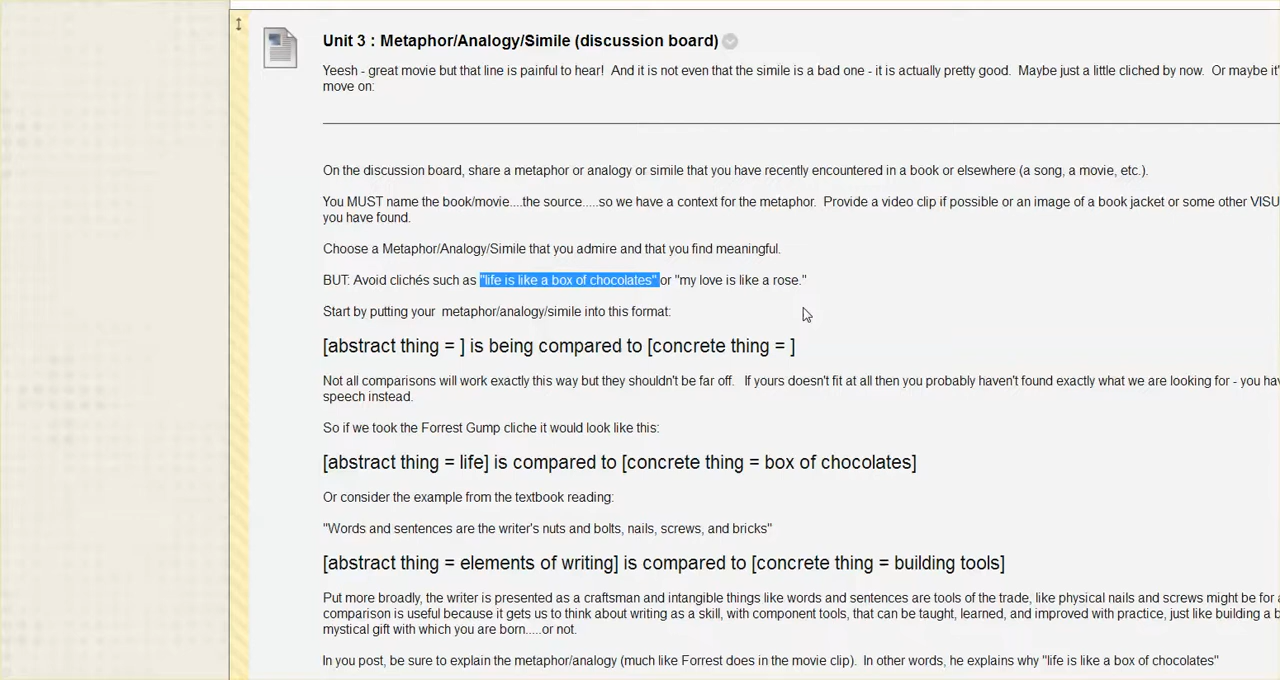 Unit 3 : Metaphor/Analogy/Simile (discussion board)
Yeesh - great movie but that line is painful to hear! And it is not even that the simile is a bad one - it is actually pretty good. Maybe just a little cliched by now. Or maybe it'
move on:
On the discussion board, share a metaphor or analogy or simile that you have recently encountered in a book or elsewhere (a song, a movie, etc.).
You MUST name the book/movie....the source.....so we have a context for the metaphor. Provide a video clip if possible or an image of a book jacket or some other VISU
you have found.
Choose a Metaphor/Analogy/Simile that you admire and that you find meaningful.
BUT: Avoid clichés such as "life is like a box of chocolates" or "my love is like a rose."
Start by putting your metaphor/analogy/simile into this format:
[abstract thing = ] is being compared to [concrete thing = ]
Not all comparisons will work exactly this way but they shouldn't be far off. If yours doesn't fit at all then you probably haven't found exactly what we are looking for - you hav
speech instead.
So if we took the Forrest Gump cliche it would look like this:
[abstract thing = life] is compared to [concrete thing = box of chocolates]
Or consider the example from the textbook reading:
"Words and sentences are the writer's nuts and bolts, nails, screws, and bricks"
[abstract thing = elements of writing] is compared to [concrete thing = building tools]
Put more broadly, the writer is presented as a craftsman and intangible things like words and sentences are tools of the trade, like physical nails and screws might be for a
comparison is useful because it gets us to think about writing as a skill, with component tools, that can be taught, learned, and improved with practice, just like building a b
mystical gift with which you are born.....or not.
In you post, be sure to explain the metaphor/analogy (much like Forrest does in the movie clip). In other words, he explains why "life is like a box of chocolates"